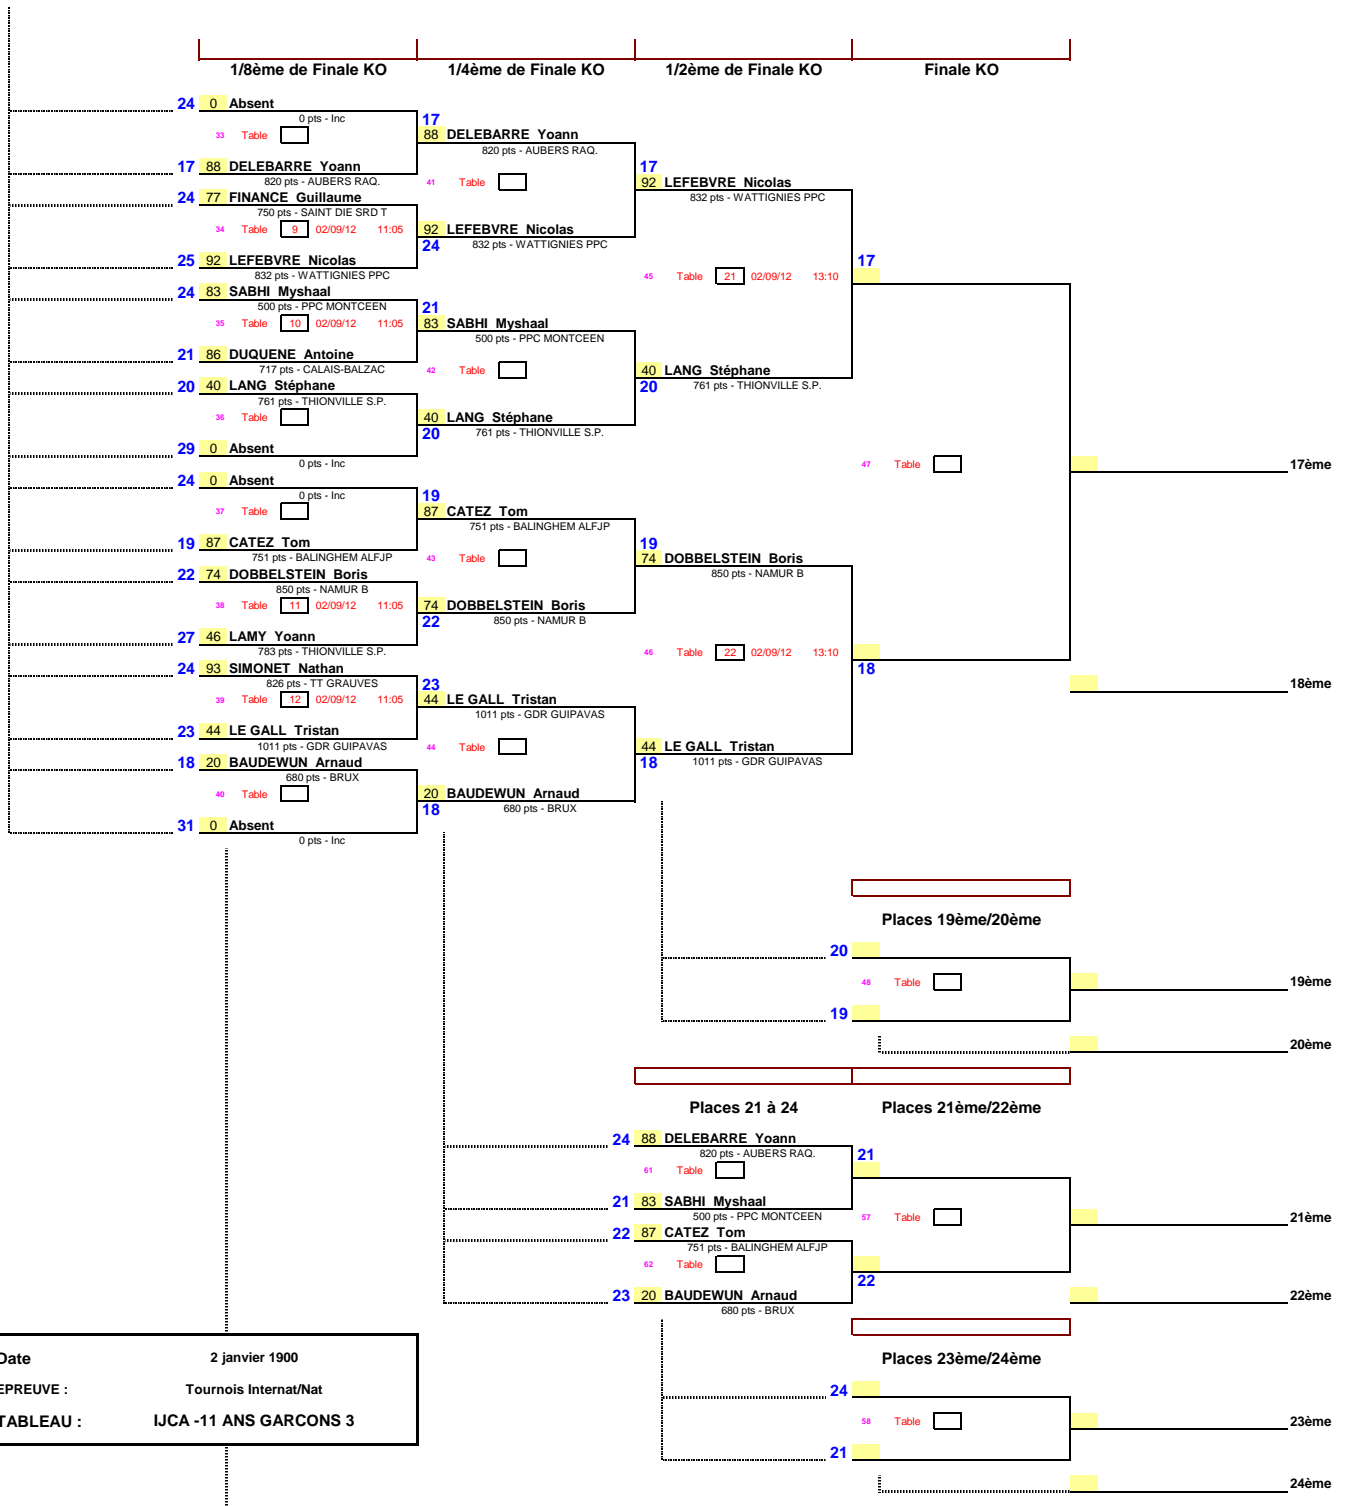 1/8ème de Finale KO 1/4ème de Finale KO 1/2ème de Finale KO Finale KO
24 0 Absent
0 pts - Inc
17
33 Table
88 DELEBARRE Yoann
820 pts - AUBERS RAQ.
17 88 DELEBARRE Yoann
820 pts - AUBERS RAQ.
17
41 Table
92 LEFEBVRE Nicolas
832 pts - WATTIGNIES PPC
24 77 FINANCE Guillaume
750 pts - SAINT DIE SRD T
34 Table 9 02/09/12 11:05
92 LEFEBVRE Nicolas
24 832 pts - WATTIGNIES PPC
25 92 LEFEBVRE Nicolas
832 pts - WATTIGNIES PPC
17
45 Table 21 02/09/12 13:10
24 83 SABHI Myshaal
500 pts - PPC MONTCEEN
21
35 Table 10 02/09/12 11:05
83 SABHI Myshaal
500 pts - PPC MONTCEEN
21 86 DUQUENE Antoine
717 pts - CALAIS-BALZAC
42 Table
40 LANG Stéphane
20 761 pts - THIONVILLE S.P.
20 40 LANG Stéphane
761 pts - THIONVILLE S.P.
36 Table
40 LANG Stéphane
20 761 pts - THIONVILLE S.P.
29 0 Absent
0 pts - Inc
47 Table
17ème
24 0 Absent
0 pts - Inc
19
37 Table
87 CATEZ Tom
751 pts - BALINGHEM ALFJP
19 87 CATEZ Tom
751 pts - BALINGHEM ALFJP
19
43 Table
74 DOBBELSTEIN Boris
850 pts - NAMUR B
22 74 DOBBELSTEIN Boris
850 pts - NAMUR B
38 Table 11 02/09/12 11:05
74 DOBBELSTEIN Boris
22 850 pts - NAMUR B
27 46 LAMY Yoann
783 pts - THIONVILLE S.P.
46 Table 22 02/09/12 13:10
18
24 93 SIMONET Nathan
826 pts - TT GRAUVES
18ème
23
39 Table 12 02/09/12 11:05
44 LE GALL Tristan
1011 pts - GDR GUIPAVAS
23 44 LE GALL Tristan
1011 pts - GDR GUIPAVAS
44 Table
44 LE GALL Tristan
18 1011 pts - GDR GUIPAVAS
18 20 BAUDEWUN Arnaud
680 pts - BRUX
40 Table
20 BAUDEWUN Arnaud
18 680 pts - BRUX
31 0 Absent
0 pts - Inc
Places 19ème/20ème
20
48 Table
19ème
19
20ème
Places 21 à 24 Places 21ème/22ème
24 88 DELEBARRE Yoann
820 pts - AUBERS RAQ.
21
61 Table
21 83 SABHI Myshaal
500 pts - PPC MONTCEEN
57 Table
21ème
22 87 CATEZ Tom
751 pts - BALINGHEM ALFJP
62 Table
22
23 20 BAUDEWUN Arnaud
680 pts - BRUX
22ème
Places 23ème/24ème
24
58 Table
23ème
21
24ème
Date 2 janvier 1900
EPREUVE : Tournois Internat/Nat
TABLEAU : IJCA -11 ANS GARCONS 3